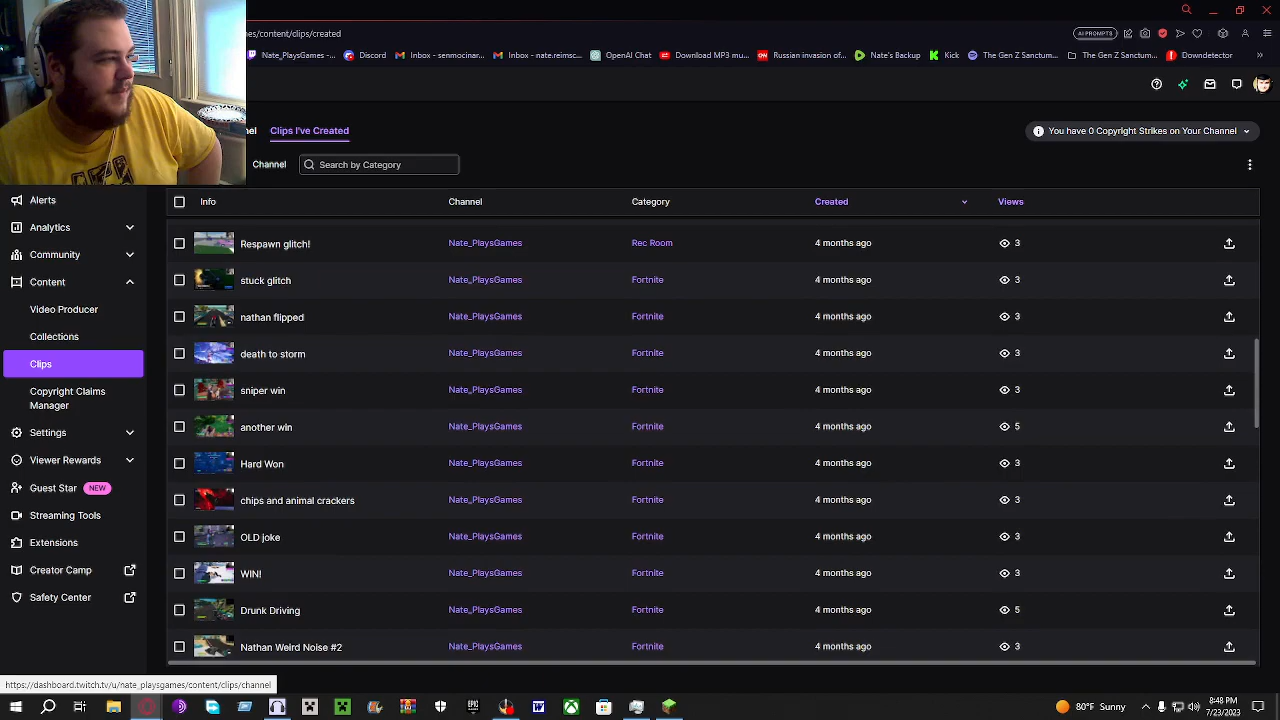 es/content/clips/created
AI PROMPTS
Nate_PlaysGames -...
Discord
Inbox - senmocinar...
Inbox - nate.reimso...
OpenAI Chat
Download MP3 mu...
CNN
Russian invasion of...
Nate's Backup
Kick
The Gen Z Sanctum...
The Gen Z Sanctu...
Downdetector
Clips I've Created
You have 0 Copyright Strikes on Your Channel
Channel
Search by Category
Alerts
Analytics
Community
Content
Video Producer
Collections
Clips
Copyright Claims
Manager
Settings
Viewer Rewards
Guest Star NEW
Streaming Tools
Extensions
Creator Camp
Safety Center
Info Channel Category Created Views
Respawn glitch! Nate_PlaysGames Rec Room 4 months ago 3
stuck glitch Nate_PlaysGames Fortnite 4 months ago 3
nathan flipped Nate_PlaysGames Fortnite 4 months ago 3
death to storm Nate_PlaysGames Fortnite 4 months ago 3
sniper win Nate_PlaysGames Fortnite 4 months ago 3
another win Nate_PlaysGames Fortnite 4 months ago 5
Hard Won Nate_PlaysGames Fortnite 4 months ago 3
chips and animal crackers Nate_PlaysGames Fortnite 4 months ago 3
OLD joke Nate_PlaysGames Fortnite 4 months ago 3
WIN! Nate_PlaysGames Fortnite 4 months ago 3
Drunk Driving Nate_PlaysGames Fortnite 4 months ago 5
Nathan Weird Noise #2 Nate_PlaysGames Fortnite 4 months ago 3
https://dashboard.twitch.tv/u/nate_playsgames/content/clips/channel
80°F Sunny
8:48 PM
7/23/2023